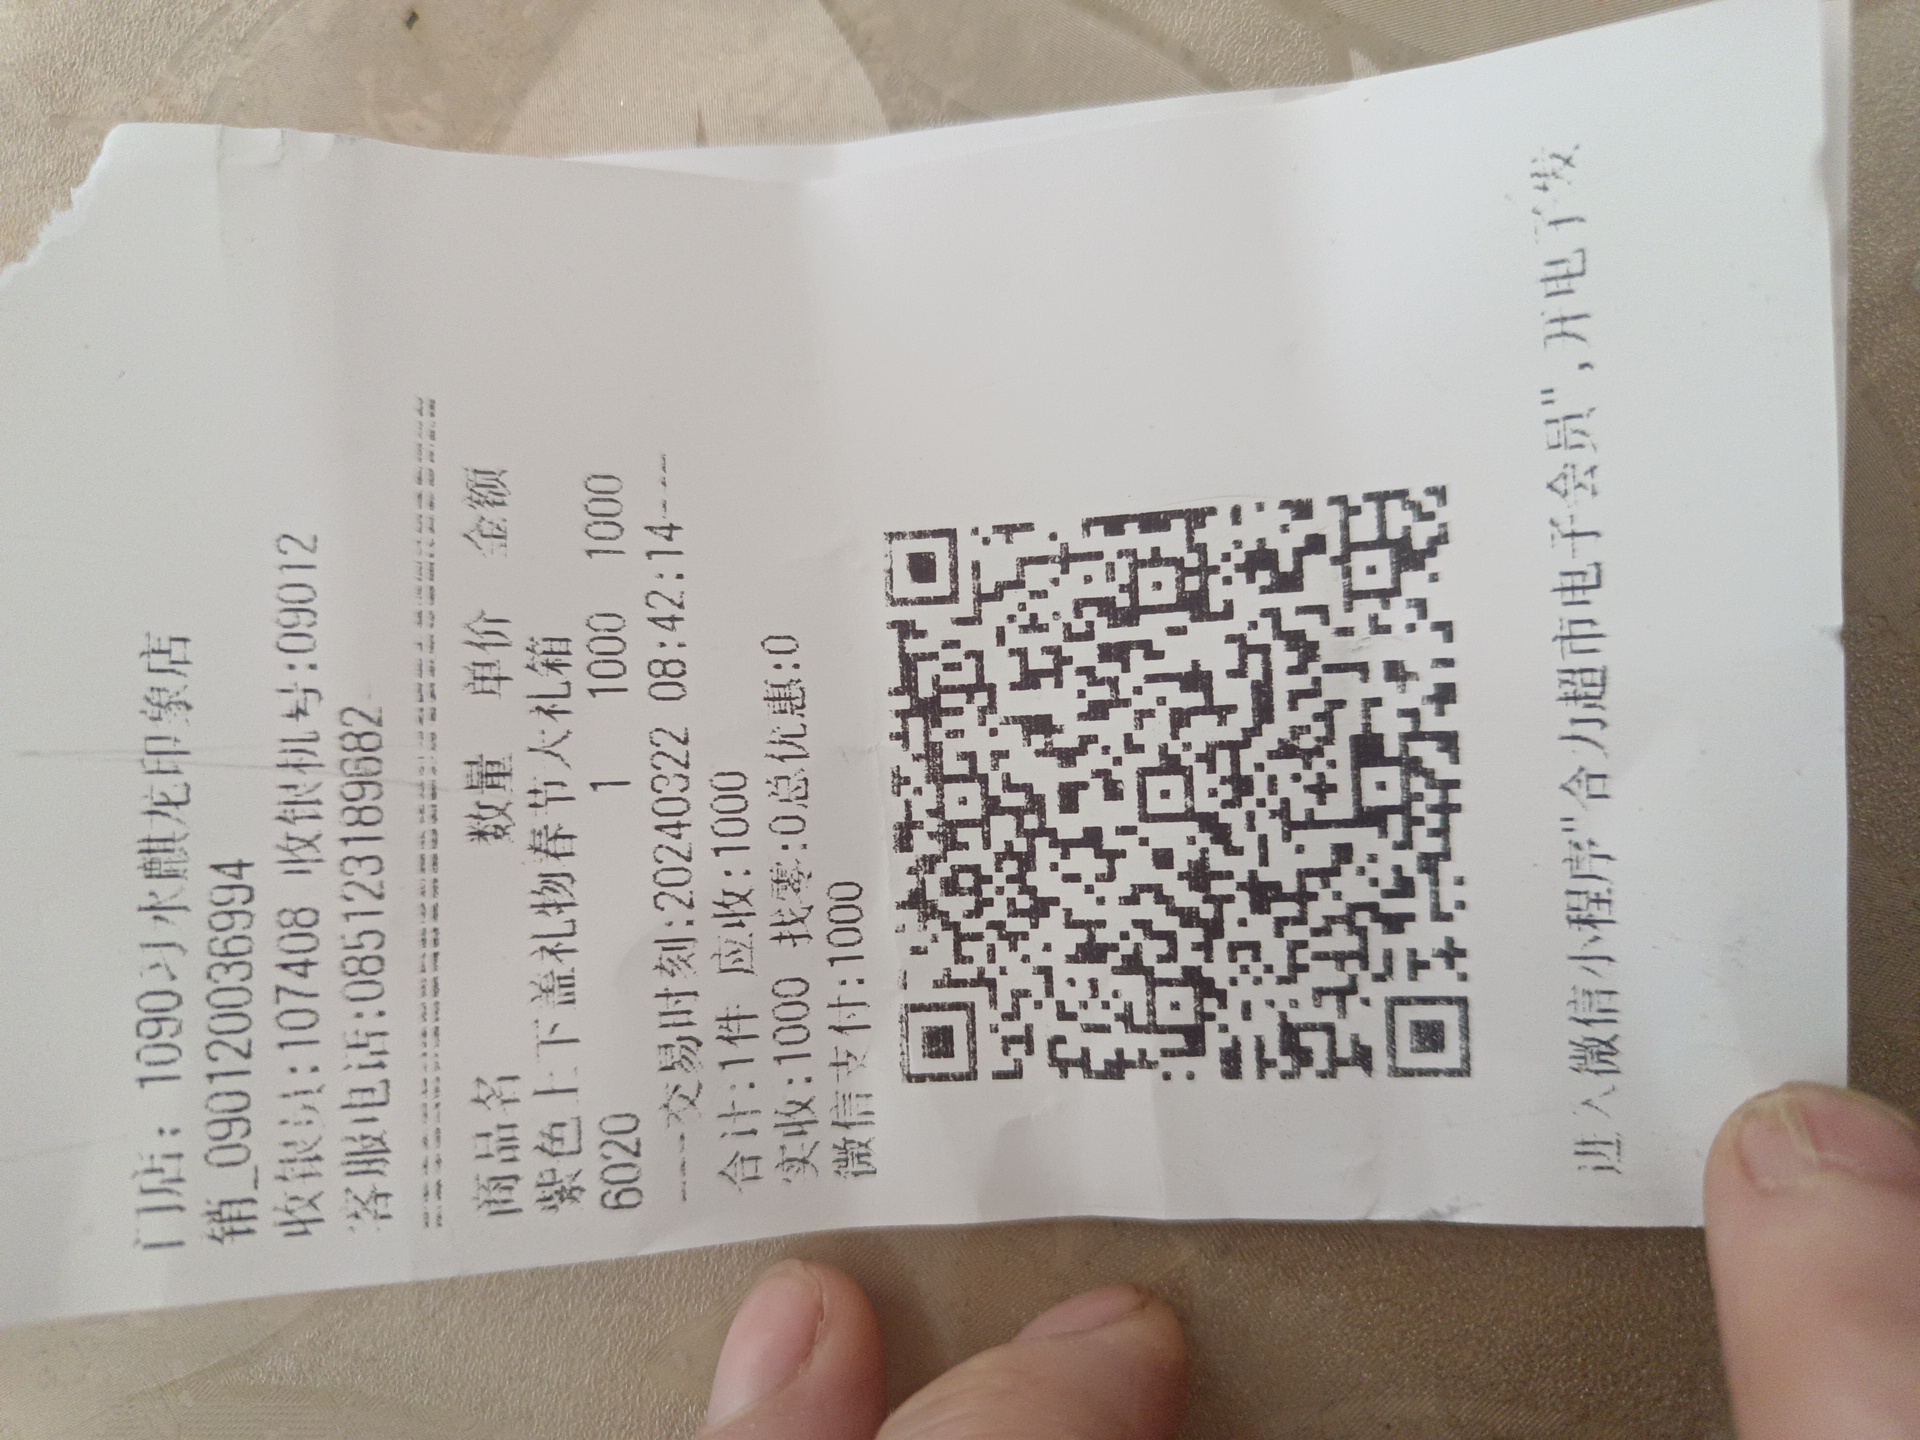 门店: 1090习水麒龙印象店
销_090120036994
收银员:107408 收银机号:09012
客服电话:085123189682
商品名 数量 单价 金额
紫色上下盖礼物春节大礼箱
6020 1 1000 1000
----交易时刻:20240322 08:42:14----
合计:1件 应收:1000
实收:1000 找零:0总优惠:0
微信支付:1000
进入微信小程序"合力超市电子会员",开电子发